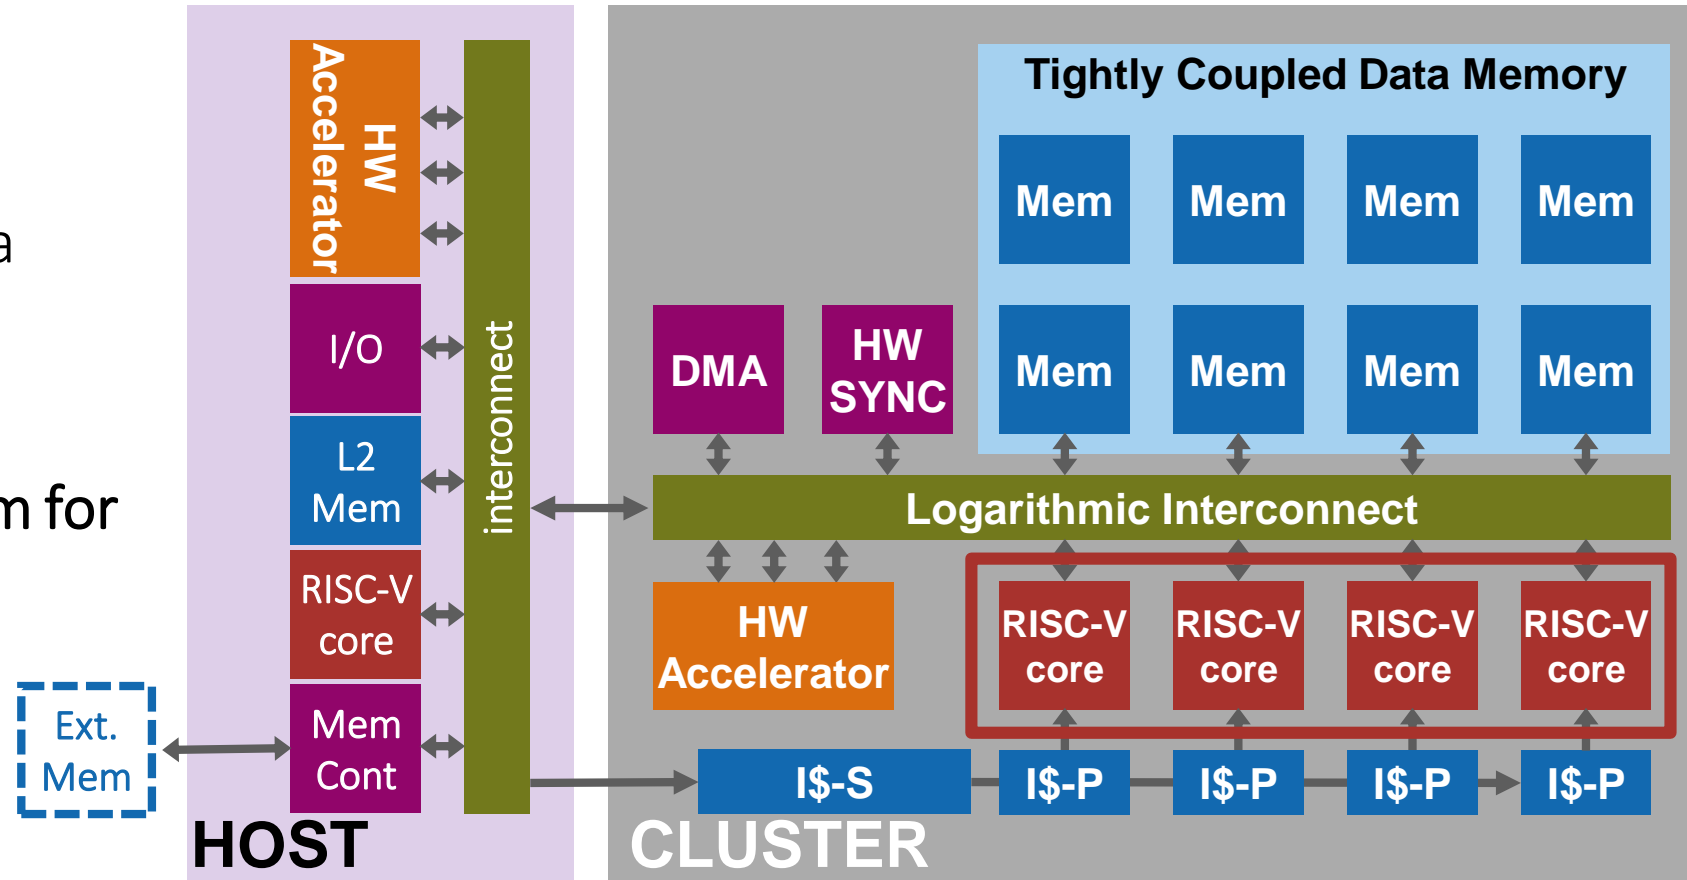 a
m for
Ext.
Mem
HW
Accelerator
I/O
L2
Mem
RISC-V
core
Mem
Cont
interconnect
HOST
Tightly Coupled Data Memory
Mem
Mem
Mem
Mem
DMA
HW
SYNC
Mem
Mem
Mem
Mem
Logarithmic Interconnect
HW
Accelerator
RISC-V
core
RISC-V
core
RISC-V
core
RISC-V
core
I$-S
I$-P
I$-P
I$-P
I$-P
CLUSTER